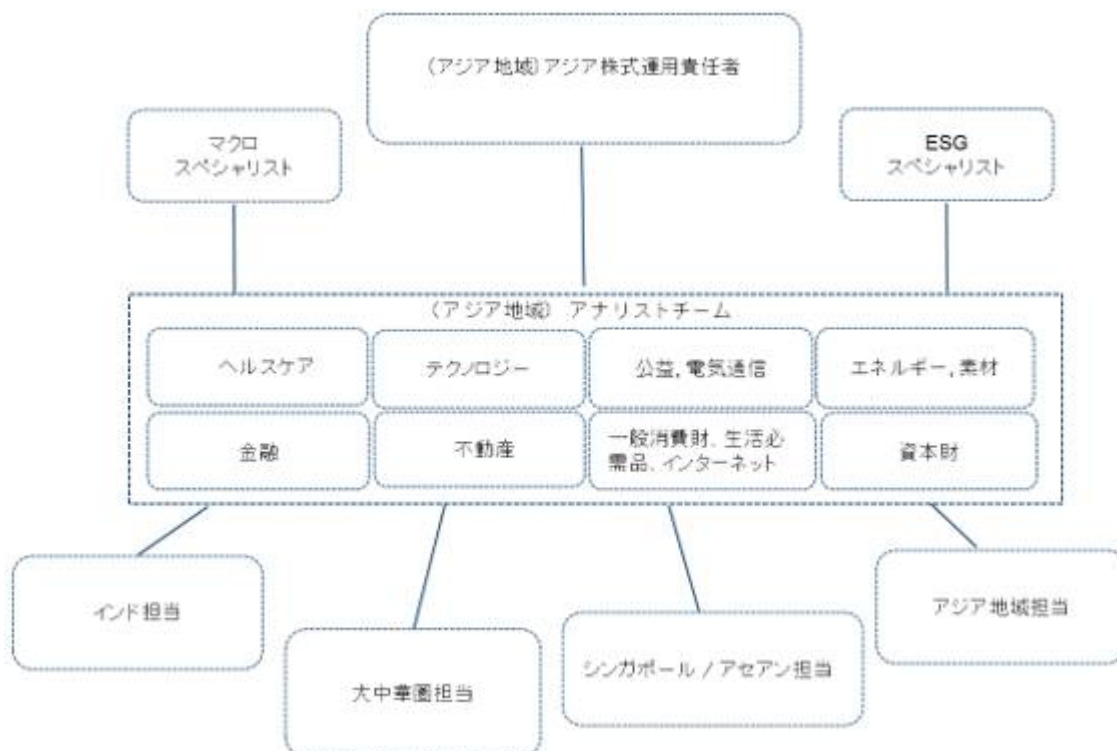 (アジア地域)アジア株式運用責任者
マクロ
スペシャリスト
ESG
スペシャリスト
(アジア地域) アナリストチーム
ヘルスケア
テクノロジー
公益,電気通信
エネルギー,素材
金融
不動産
一般消費財、生活必
需品、インターネット
資本財
インド担当
大中華圏担当
シンガポール / アセアン担当
アジア地域担当